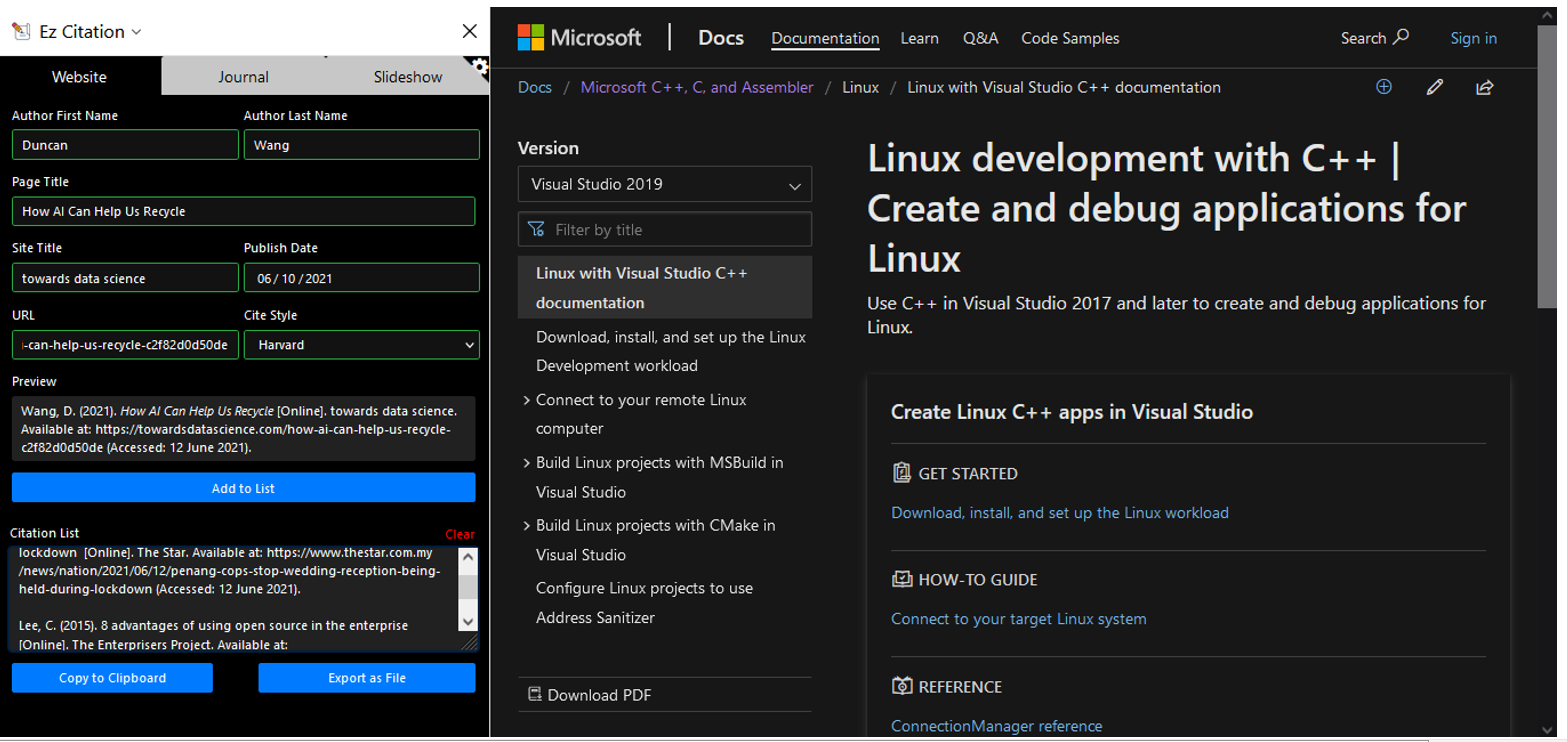 Ez Citation
Website Journal Slideshow
Author First Name Author Last Name
Duncan Wang
Page Title
How AI Can Help Us Recycle
Site Title Publish Date
towards data science 06 / 10 / 2021
URL Cite Style
i-can-help-us-recycle-c2f82d0d50de Harvard
Preview
Wang, D. (2021). How AI Can Help Us Recycle [Online]. towards data science.
Available at: https://towardsdatascience.com/how-ai-can-help-us-recycle-
c2f82d0d50de (Accessed: 12 June 2021).
Add to List
Citation List Clear
lockdown [Online]. The Star. Available at: https://www.thestar.com.my
/news/nation/2021/06/12/penang-cops-stop-wedding-reception-being-
held-during-lockdown (Accessed: 12 June 2021).
Lee, C. (2015). 8 advantages of using open source in the enterprise
[Online]. The Enterprisers Project. Available at:
Copy to Clipboard Export as File
Microsoft | Docs Documentation Learn Q&A Code Samples Search Sign in
Docs / Microsoft C++, C, and Assembler / Linux / Linux with Visual Studio C++ documentation
Version
Visual Studio 2019
Filter by title
Linux with Visual Studio C++
documentation
Download, install, and set up the Linux
Development workload
Connect to your remote Linux
computer
Build Linux projects with MSBuild in
Visual Studio
Build Linux projects with CMake in
Visual Studio
Configure Linux projects to use
Address Sanitizer
Download PDF
Linux development with C++ |
Create and debug applications for
Linux
Use C++ in Visual Studio 2017 and later to create and debug applications for
Linux.
Create Linux C++ apps in Visual Studio
GET STARTED
Download, install, and set up the Linux workload
HOW-TO GUIDE
Connect to your target Linux system
REFERENCE
ConnectionManager reference